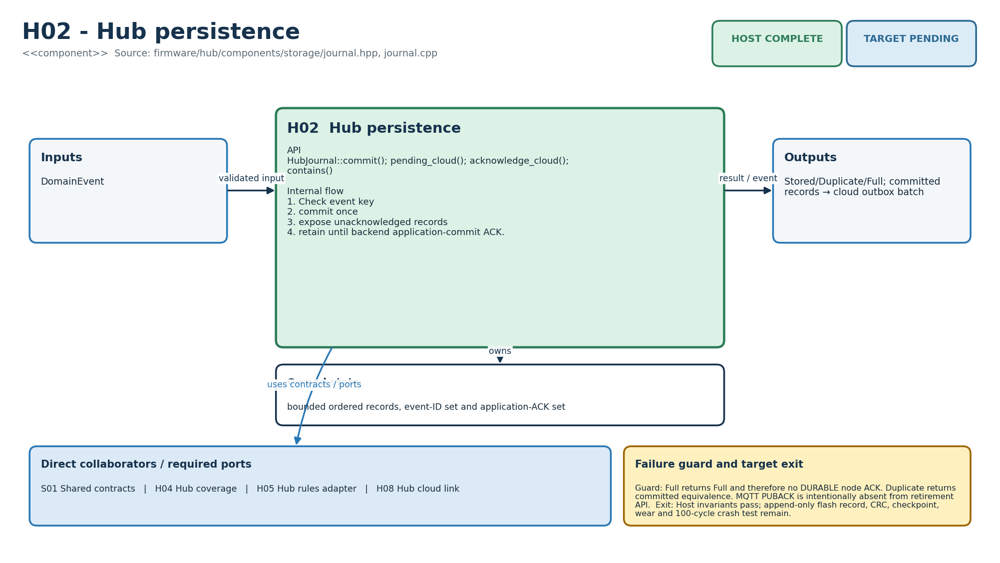 H02 - Hub persistence
<<component>>  Source: firmware/hub/components/storage/journal.hpp, journal.cpp
HOST COMPLETE
TARGET PENDING
Inputs
DomainEvent
validated input
H02  Hub persistence
API
HubJournal::commit(); pending_cloud(); acknowledge_cloud();
contains()
Internal flow
1. Check event key
2. commit once
3. expose unacknowledged records
4. retain until backend application-commit ACK.
result / event
Outputs
Stored/Duplicate/Full; committed
records → cloud outbox batch
owns
uses contracts / ports
bounded ordered records, event-ID set and application-ACK set
Direct collaborators / required ports
S01 Shared contracts   |   H04 Hub coverage   |   H05 Hub rules adapter   |   H08 Hub cloud link
Failure guard and target exit
Guard: Full returns Full and therefore no DURABLE node ACK. Duplicate returns
committed equivalence. MQTT PUBACK is intentionally absent from retirement
API.  Exit: Host invariants pass; append-only flash record, CRC, checkpoint,
wear and 100-cycle crash test remain.